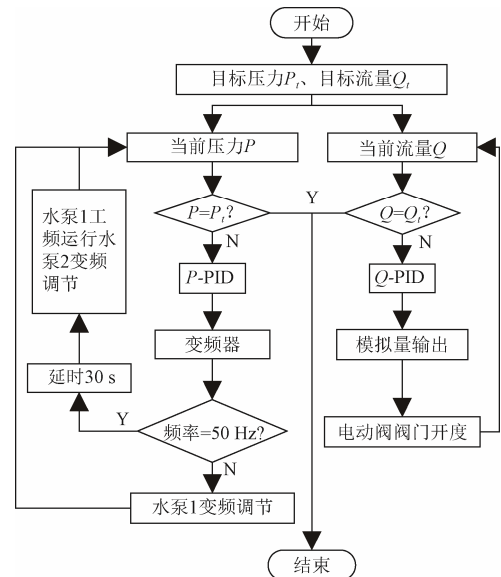 开始
目标压力Pt、目标流量Qt
当前压力P
当前流量Q
Y
P=Pt?
Q=Qt?
水泵1工
频运行水
泵2变频
调节
N
N
P-PID
Q-PID
变频器
模拟量输出
延时30 s
Y
频率=50 Hz?
电动阀阀门开度
N
水泵1变频调节
结束